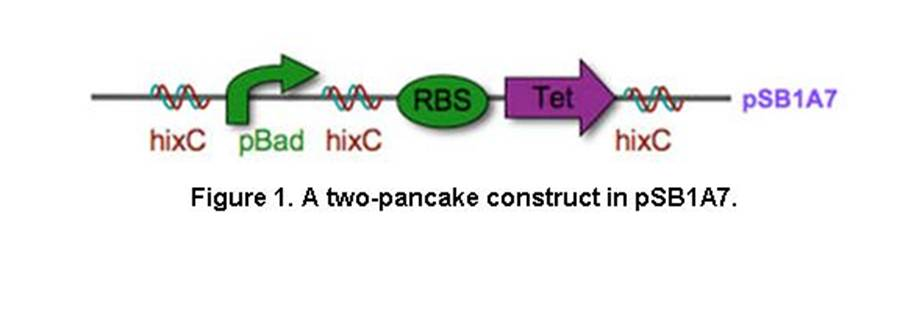 RBS Tet pSB1A7
hixC pBad hixC hixC
Figure 1. A two-pancake construct in pSB1A7.